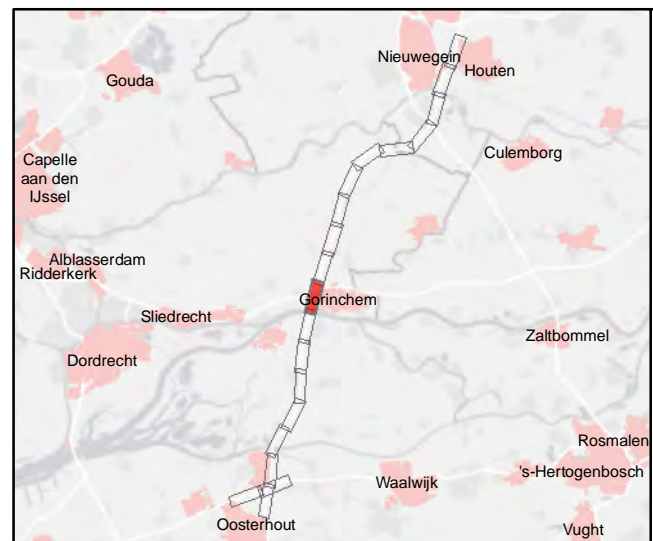 Nieuwegein
Houten
Gouda
Culemborg
Capelle
aan den
IJssel
Alblasserdam
Ridderkerk
Gorinchem
Sliedrecht
Zaltbommel
Dordrecht
Rosmalen
's-Hertogenbosch
Waalwijk
Oosterhout
Vught